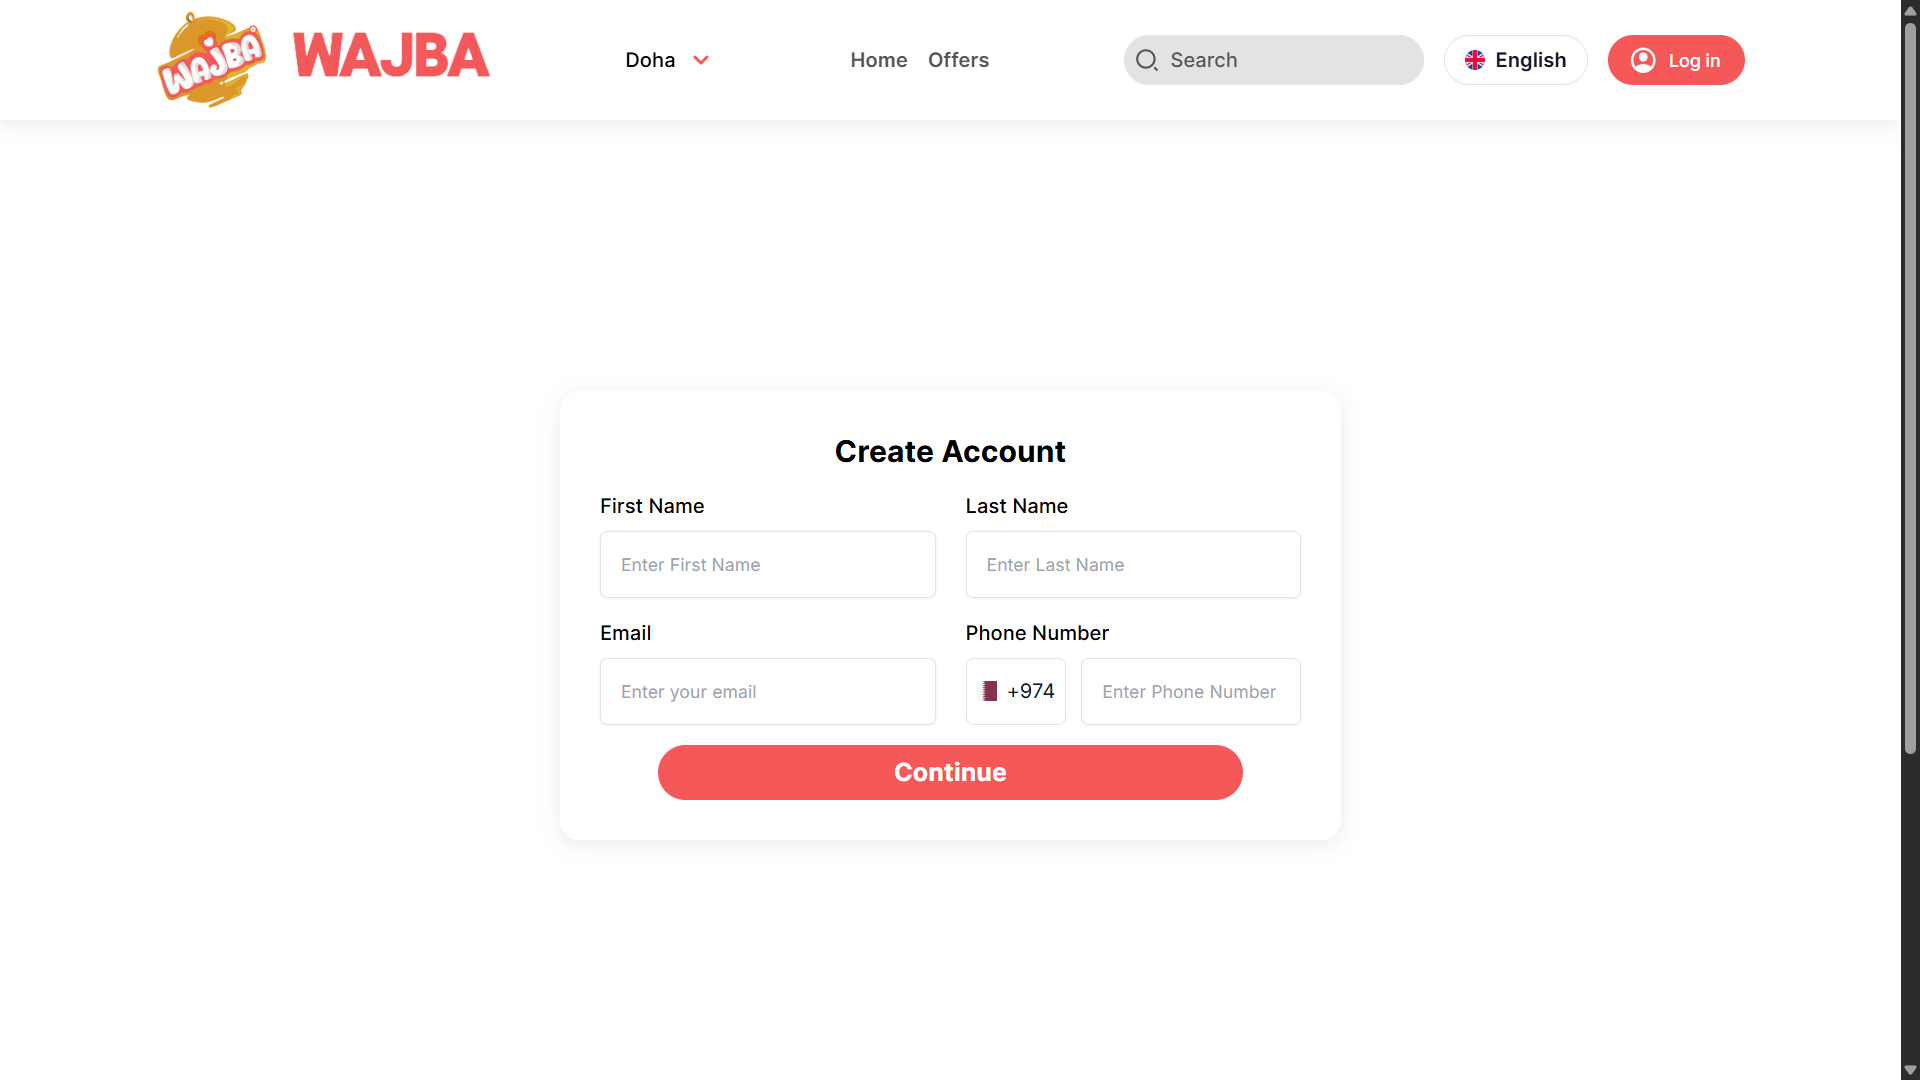 WAJBA WAJBA Doha Home Offers Search English Log in
Create Account
First Name Last Name
Enter First Name Enter Last Name
Email Phone Number
Enter your email +974 Enter Phone Number
Continue